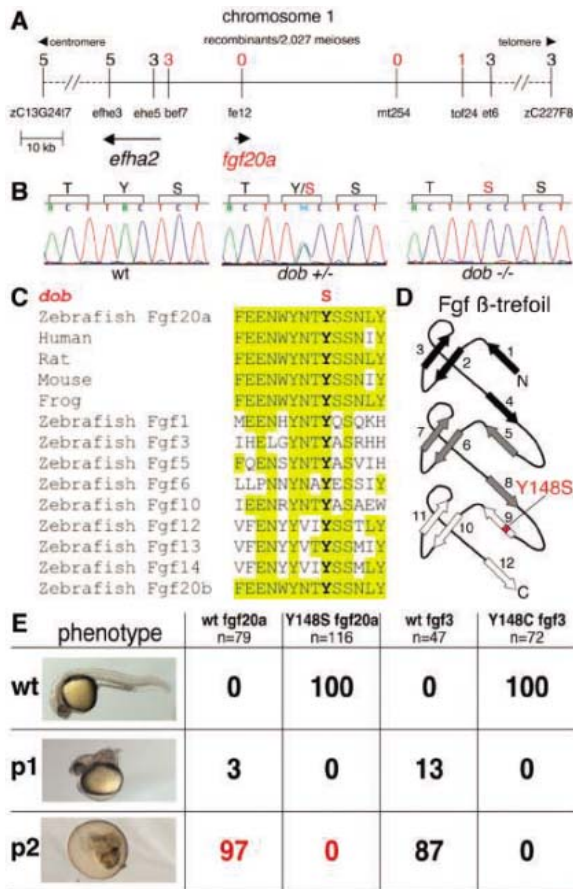 A
chromosome 1
recombinants/2.027 meioses
centromere
telomere
5 5 3 3 0 0 1 3 3
zC13G24t7 efhe3 ehe5 bef7 fe12 mt254 tof24 et6 zC227F8
10 kb
efha2
fgf20a
B
T Y S
T Y/S S
T S S
wt
dob +/-
dob -/-
C
dob S
Zebrafish Fgf20a FEENWYNTYSSNLY
Human FEENWYNTYSSNIY
Rat FEENWYNTYSSNIY
Mouse FEENWYNTYSSNIY
Frog FEENWYNTYSSNLY
Zebrafish Fgf1 MEENHYNTYQSQKH
Zebrafish Fgf3 IHELGYNTYASRHH
Zebrafish Fgf5 FQENSYNTYASVIH
Zebrafish Fgf6 LLPNNYNAYESSIY
Zebrafish Fgf10 IEENRYNTYASAEW
Zebrafish Fgf12 VFENYYVIYSSTLY
Zebrafish Fgf13 VFENYYVTYSSMIY
Zebrafish Fgf14 VFENYYVIYSSMLY
Zebrafish Fgf20b FEENWYNTYSSNLY
D
Fgf ß-trefoil
3 2 1
N
4
7 6 5
8
Y148S
11 10 9
12
C
E
phenotype
wt fgf20a
n=79
Y148S fgf20a
n=116
wt fgf3
n=47
Y148C fgf3
n=72
wt 0 100 0 100
p1 3 0 13 0
p2 97 0 87 0